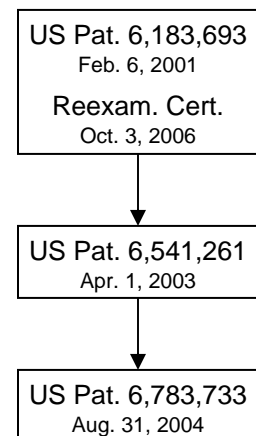 US Pat. 6,183,693
Feb. 6, 2001
Reexam. Cert.
Oct. 3, 2006
US Pat. 6,541,261
Apr. 1, 2003
US Pat. 6,783,733
Aug. 31, 2004